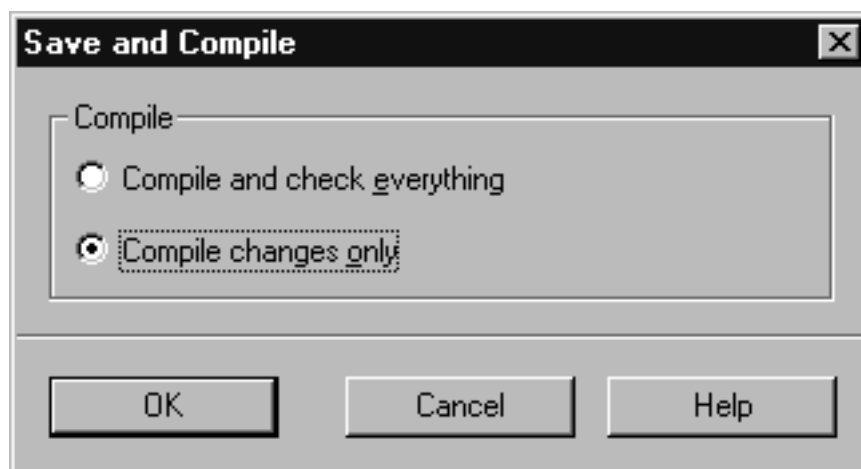 Save and Compile
Compile
Compile and check everything
Compile changes only
OK Cancel Help